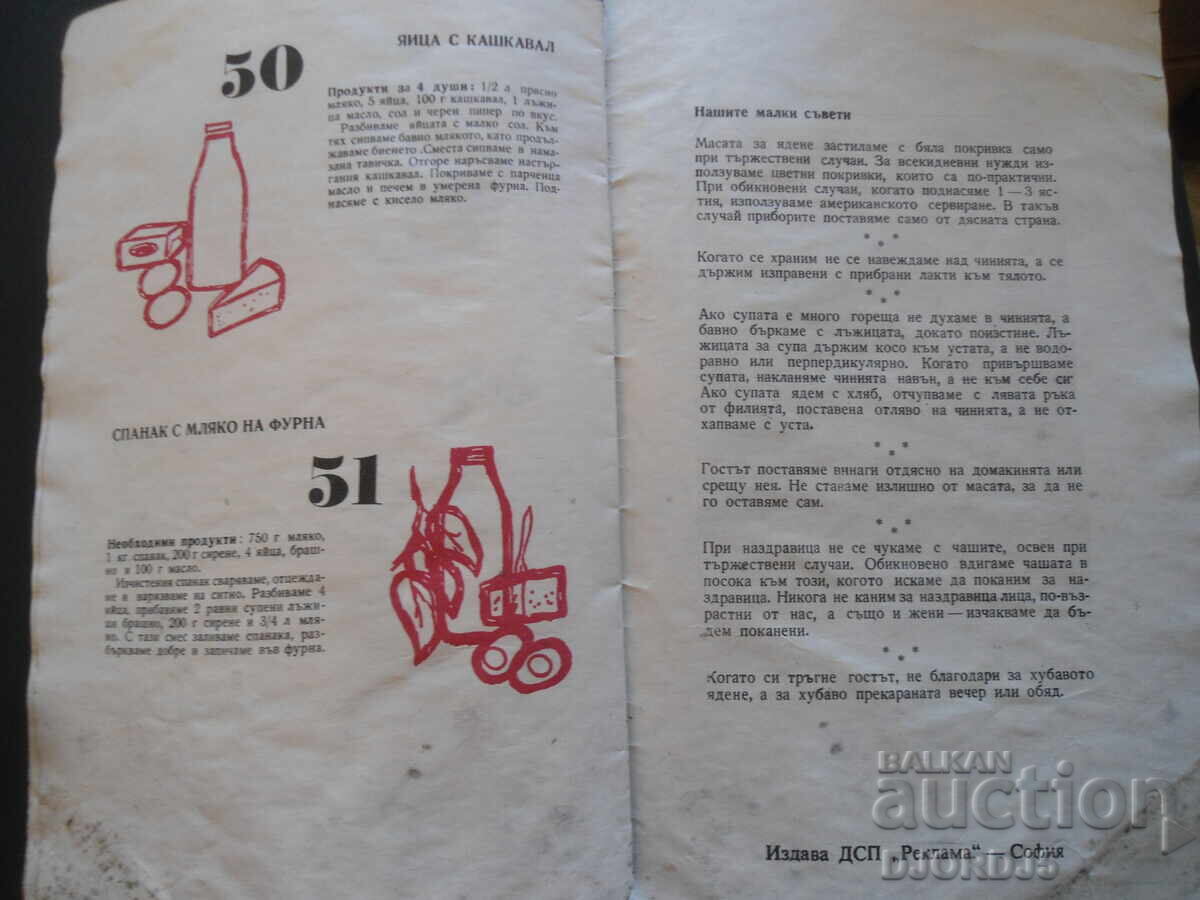 ЯИЦА С КАШКАВАЛ
50
Продукти за 4 души: 1/2 л прясно
мляко, 5 яйца, 100 г кашкавал, 1 лъжи-
ца масло, сол и черен пипер по вкус.
Разбиваме яйцата с малко сол. Към
тях сипваме бавно млякото, като продъл-
жаваме биенето. Сместа сипваме в нама-
зана тавичка. Отгоре наръсваме настър-
гания кашкавал. Покриваме с парченца
масло и печем в умерена фурна. Под-
насяме с кисело мляко.
СПАНАК С МЛЯКО НА ФУРНА
51
Необходими продукти: 750 г мляко,
1 кг спанак, 200 г сирене, 4 яйца, браш-
но и 100 г масло.
Изчистения спанак сваряваме, отцежда-
ме и нарязваме на ситно. Разбиваме 4
яйца, прибавяме 2 равни супени лъжи-
ци брашно, 200 г сирене и 3/4 л мля-
ко. С тази смес заливаме спанака, раз-
бъркваме добре и запичаме във фурна.
Нашите малки съвети
Масата за ядене застиламе с бяла покривка само
при тържествени случаи. За всекидневни нужди из-
ползуваме цветни покривки, които са по-практични.
При обикновени случаи, когато поднасяме 1—3 яс-
тия, използуваме американското сервиране. В такъв
случай приборите поставяме само от дясната страна.
* * *
Когато се храним не се навеждаме над чинията, а се
държим изправени с прибрани лакти към тялото.
* * *
Ако супата е много гореща не духаме в чинията, а
бавно бъркаме с лъжицата, докато поизстине. Лъ-
жицата за супа държим косо към устата, а не водо-
равно или перпердикулярно. Когато привършваме
супата, накланяме чинията навън, а не към себе си
Ако супата ядем с хляб, отчупваме с лявата ръка
от филията, поставена отляво на чинията, а не от-
хапваме с уста.
* * *
Гостът поставяме винаги отдясно на домакинята или
срещу нея. Не ставаме излишно от масата, за да не
го оставяме сам.
* * *
При наздравица не се чукаме с чашите, освен при
тържествени случаи. Обикновено вдигаме чашата в
посока към този, когото искаме да поканим за на-
здравица. Никога не каним за наздравица лица, по-въз-
растни от нас, а също и жени—изчакваме да бъ-
дем поканени.
* * *
Когато си тръгне гостът, не благодари за хубавото
ядене, а за хубаво прекараната вечер или обяд.
Издава ДСП „Реклама“ — София
BALKAN
auction
DJORDJ5